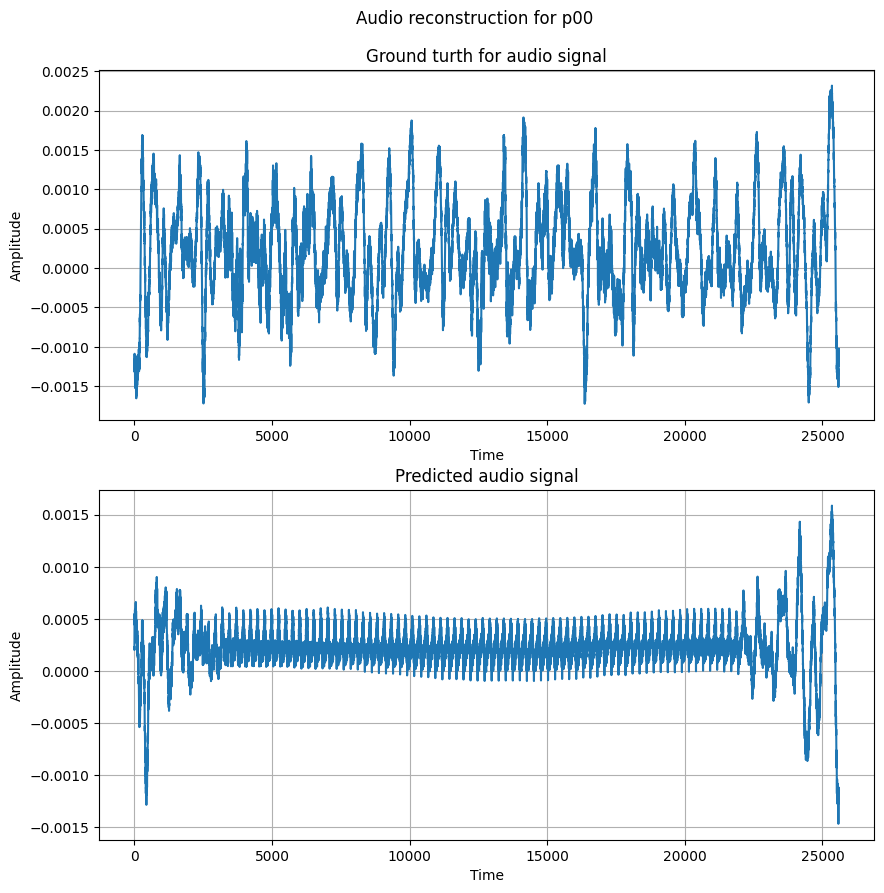 Audio reconstruction for p00
Ground turth for audio signal
0.0025
0.0020
0.0015
0.0010
0.0005
0.0000
−0.0005
−0.0010
−0.0015
Amplitude
0 5000 10000 15000 20000 25000
Time
Predicted audio signal
0.0015
0.0010
0.0005
0.0000
−0.0005
−0.0010
−0.0015
Amplitude
0 5000 10000 15000 20000 25000
Time